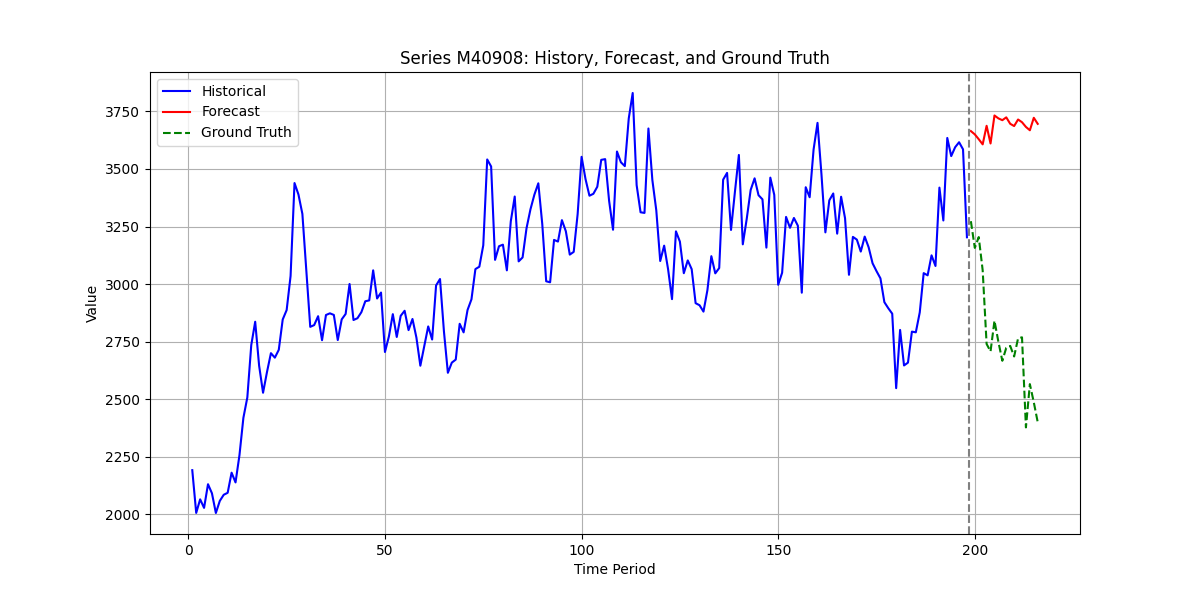 Series M40908: History, Forecast, and Ground Truth
Historical
Forecast
Ground Truth
Value
3750
3500
3250
3000
2750
2500
2250
2000
0 50 100 150 200
Time Period